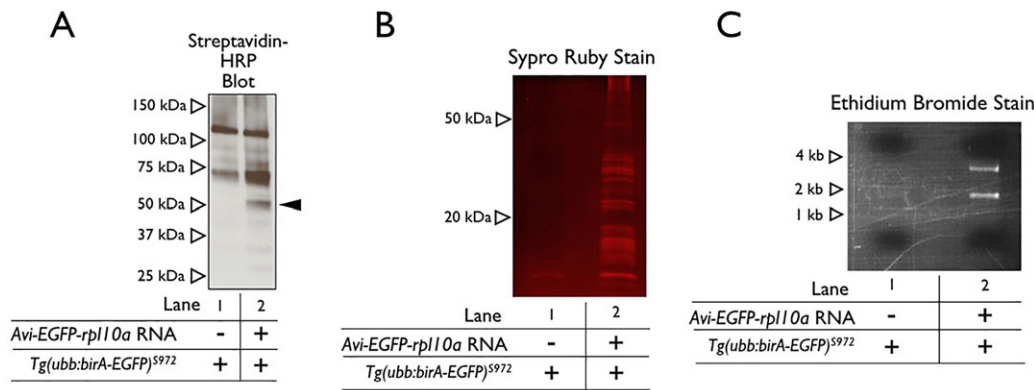 A
Streptavidin-
HRP
Blot
150 kDa
100 kDa
75 kDa
50 kDa
37 kDa
25 kDa
Lane 1 2
Avi-EGFP-rpl10a RNA - +
Tg(ubb:birA-EGFP)S972 + +
B
Sypro Ruby Stain
50 kDa
20 kDa
Lane 1 2
Avi-EGFP-rpl10a RNA - +
Tg(ubb:birA-EGFP)S972 + +
C
Ethidium Bromide Stain
4 kb
2 kb
1 kb
Lane 1 2
Avi-EGFP-rpl10a RNA - +
Tg(ubb:birA-EGFP)S972 + +